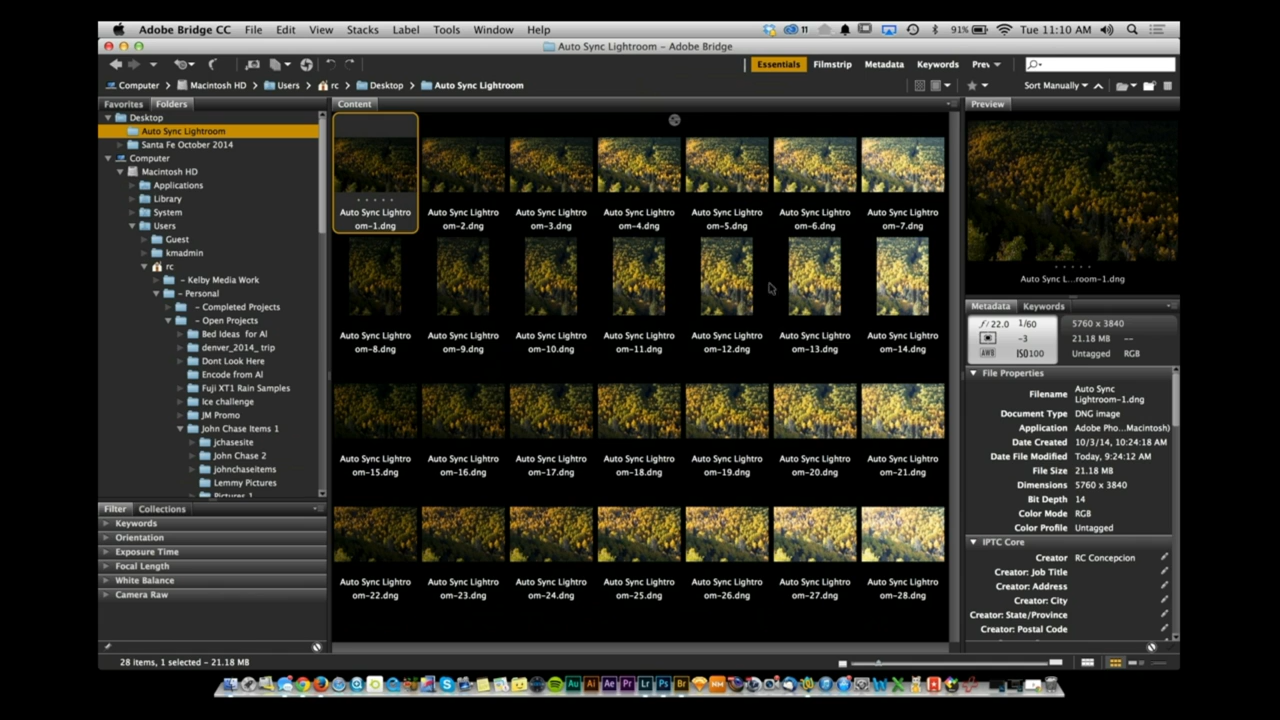 Adobe Bridge CC File Edit View Stacks Label Tools Window Help 11 91% Tue 11:10 AM
Auto Sync Lightroom – Adobe Bridge
Essentials Filmstrip Metadata Keywords
Computer > Macintosh HD > Users > rc > Desktop > Auto Sync Lightroom Sort Manually
Favorites Folders
Desktop
Auto Sync Lightroom
Santa Fe October 2014
Computer
Macintosh HD
Applications
Library
System
Users
Guest
kmadmin
rc
- Kelby Media Work
- Personal
- Completed Projects
- Open Projects
Bed Ideas for Al
denver_2014_ trip
Dont Look Here
Encode from Al
Fuji XT1 Rain Samples
Ice challenge
JM Promo
John Chase Items 1
jchasesite
John Chase 2
johnchaseitems
Lemmy Pictures
Pictures 1
Filter Collections
Keywords
Orientation
Exposure Time
Focal Length
White Balance
Camera Raw
Content
Auto Sync Lightro Auto Sync Lightro Auto Sync Lightro Auto Sync Lightro Auto Sync Lightro Auto Sync Lightro Auto Sync Lightro
om-1.dng om-2.dng om-3.dng om-4.dng om-5.dng om-6.dng om-7.dng
Auto Sync Lightro Auto Sync Lightro Auto Sync Lightro Auto Sync Lightro Auto Sync Lightro Auto Sync Lightro Auto Sync Lightro
om-8.dng om-9.dng om-10.dng om-11.dng om-12.dng om-13.dng om-14.dng
Auto Sync Lightro Auto Sync Lightro Auto Sync Lightro Auto Sync Lightro Auto Sync Lightro Auto Sync Lightro Auto Sync Lightro
om-15.dng om-16.dng om-17.dng om-18.dng om-19.dng om-20.dng om-21.dng
Auto Sync Lightro Auto Sync Lightro Auto Sync Lightro Auto Sync Lightro Auto Sync Lightro Auto Sync Lightro Auto Sync Lightro
om-22.dng om-23.dng om-24.dng om-25.dng om-26.dng om-27.dng om-28.dng
Preview
Auto Sync L...room-1.dng
Metadata Keywords
f/22.0 1/60 5760 x 3840
-3 21.18 MB --
AWB ISO100 Untagged RGB
File Properties
Filename Auto Sync
Lightroom-1.dng
Document Type DNG image
Application Adobe Pho...Macintosh)
Date Created 10/3/14, 10:24:18 AM
Date File Modified Today, 9:24:12 AM
File Size 21.18 MB
Dimensions 5760 x 3840
Bit Depth 14
Color Mode RGB
Color Profile Untagged
IPTC Core
Creator RC Concepcion
Creator: Job Title
Creator: Address
Creator: City
Creator: State/Province
Creator: Postal Code
28 items, 1 selected - 21.18 MB
Au Ai Ae Pr Lr Ps Br